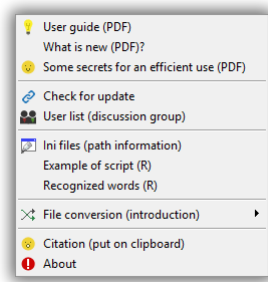 User guide (PDF)
What is new (PDF)?
Some secrets for an efficient use (PDF)
Check for update
User list (discussion group)
Ini files (path information)
Example of script (R)
Recognized words (R)
File conversion (introduction)
Citation (put on clipboard)
About